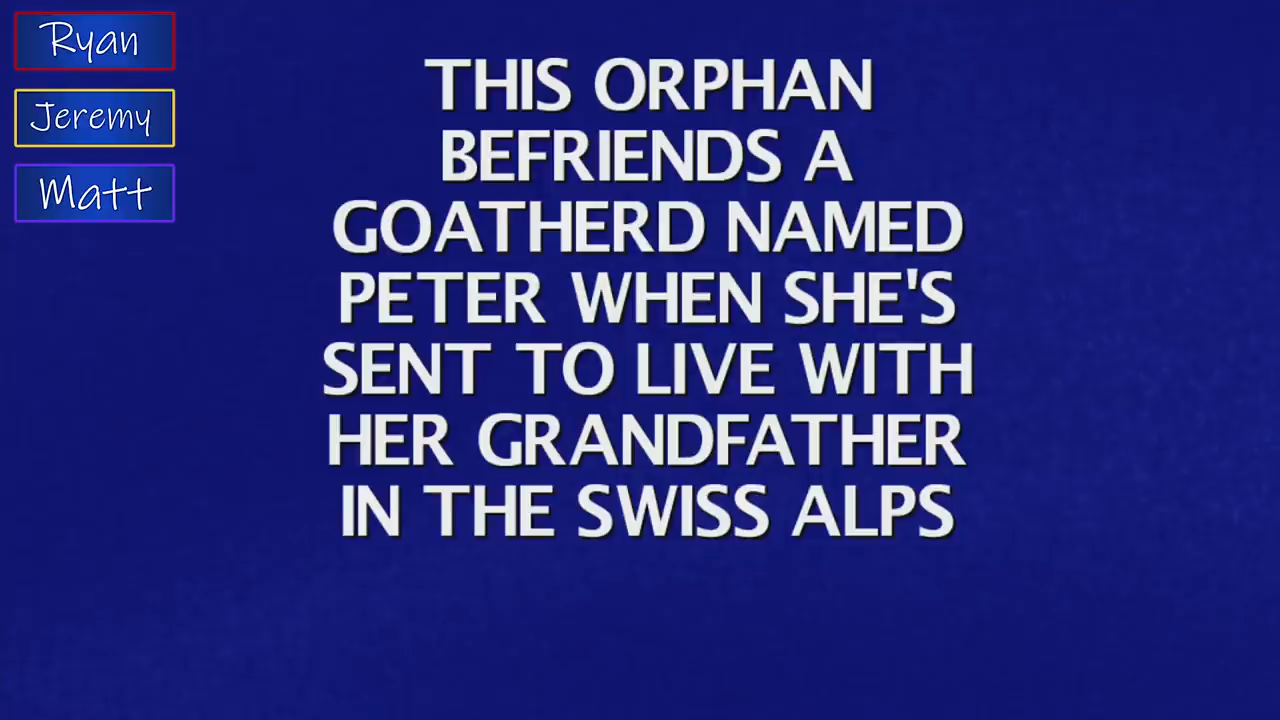 Ryan
Jeremy
Matt
THIS ORPHAN
BEFRIENDS A
GOATHERD NAMED
PETER WHEN SHE'S
SENT TO LIVE WITH
HER GRANDFATHER
IN THE SWISS ALPS